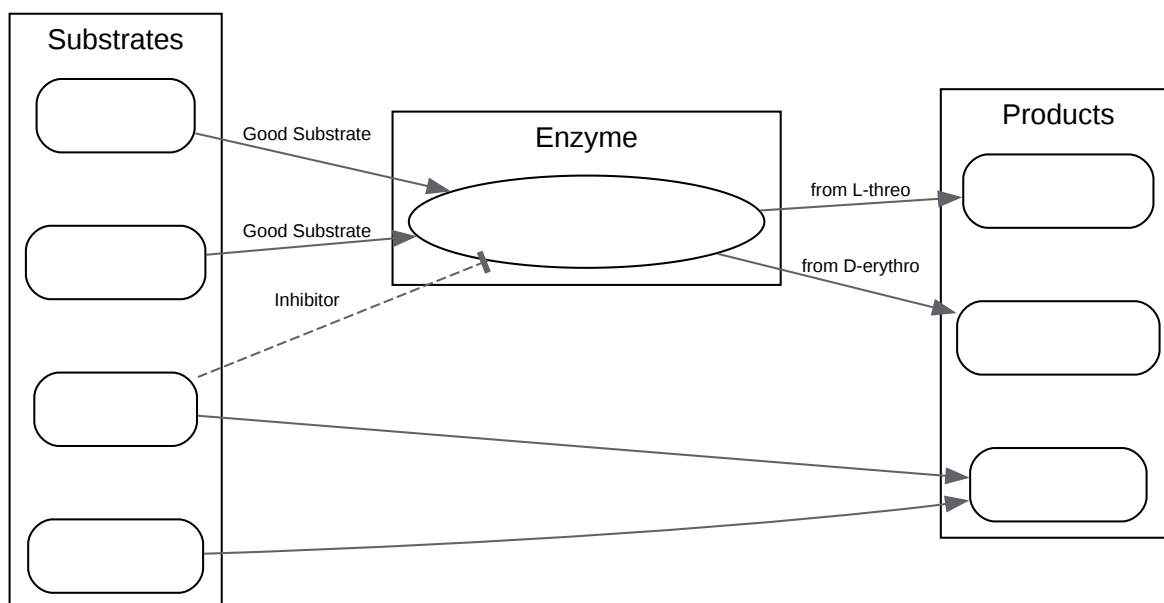 Substrates
Good Substrate
Good Substrate
Inhibitor
Enzyme
from L-threo
from D-erythro
Products